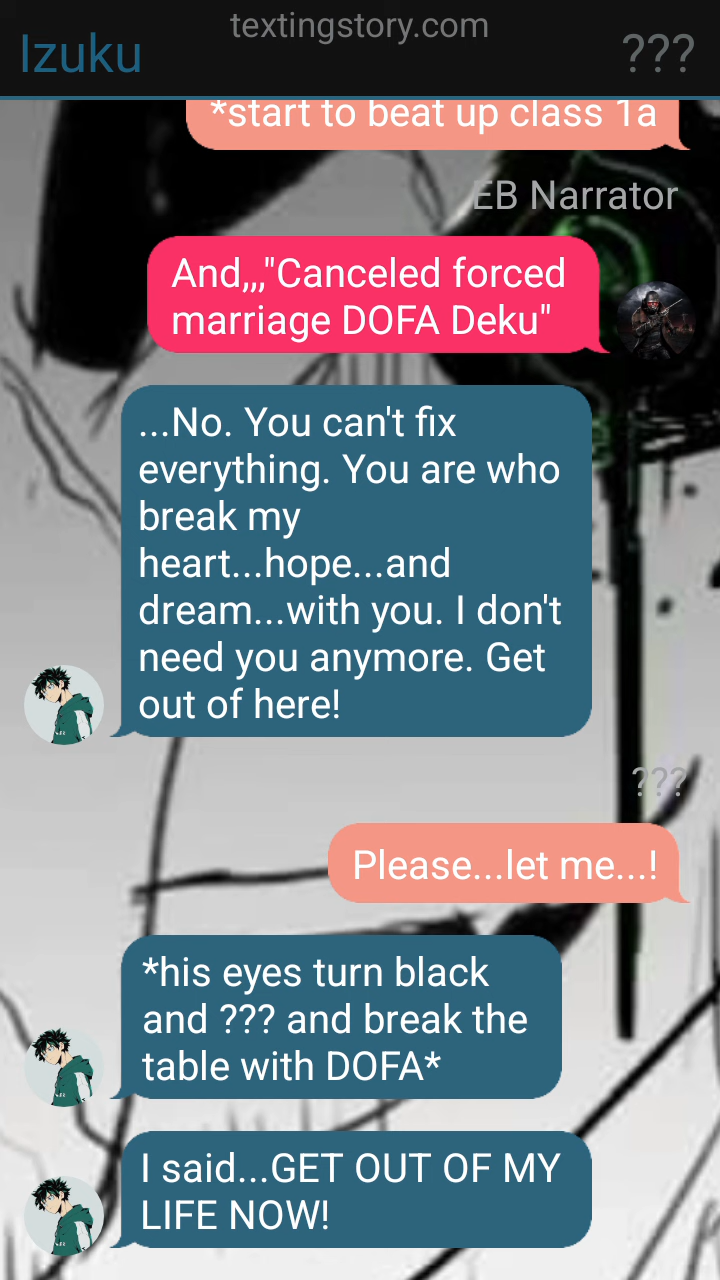 textingstory.com
Izuku
???
*start to beat up class 1a
EB Narrator
And,,,"Canceled forced
marriage DOFA Deku"
...No. You can't fix
everything. You are who
break my
heart...hope...and
dream...with you. I don't
need you anymore. Get
out of here!
???
Please...let me...!
*his eyes turn black
and ??? and break the
table with DOFA*
I said...GET OUT OF MY
LIFE NOW!